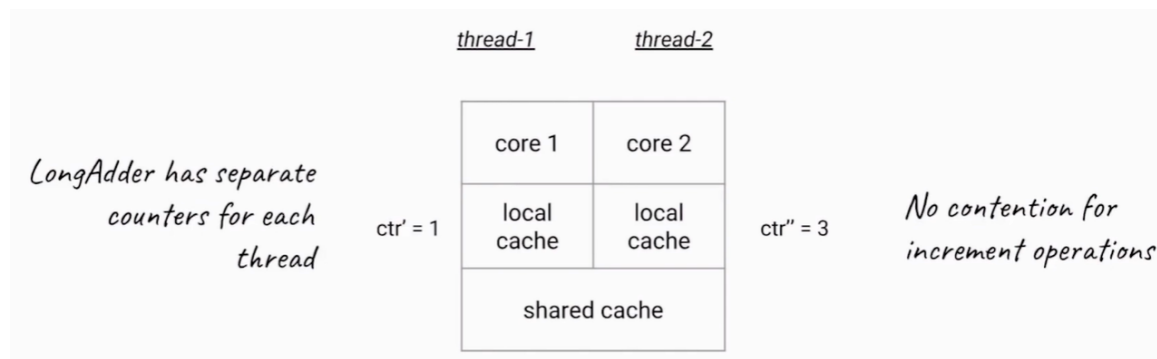 thread-1
thread-2
core 1
core 2
LongAdder has separate
counters for each
thread
ctr' = 1
local
cache
local
cache
ctr" = 3
No contention for
increment operations
shared cache